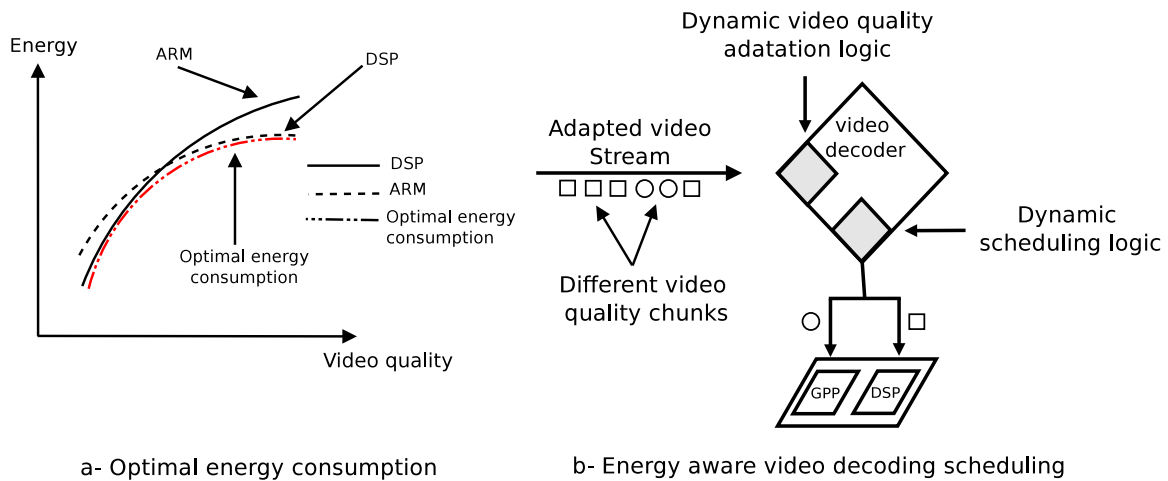 Energy
ARM
DSP
DSP
ARM
Optimal energy
consumption
Optimal energy
consumption
Video quality
a- Optimal energy consumption
Dynamic video quality
adatation logic
Adapted video
Stream
video
decoder
Dynamic
scheduling logic
Different video
quality chunks
GPP
DSP
b- Energy aware video decoding scheduling